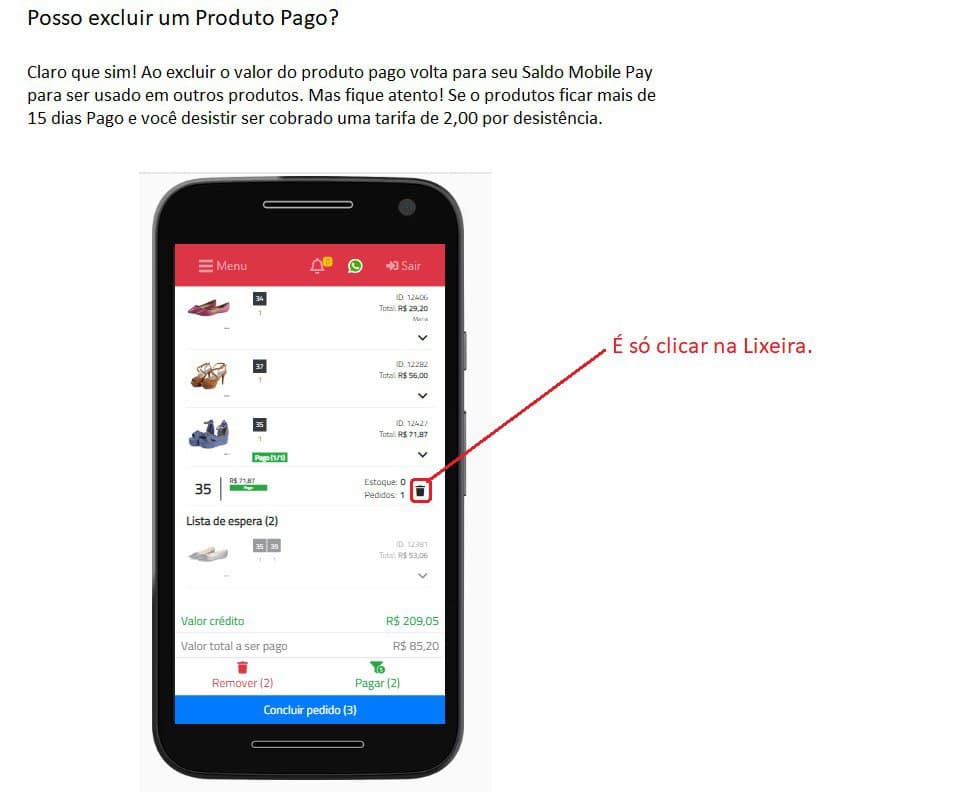 Posso excluir um Produto Pago?
Claro que sim! Ao excluir o valor do produto pago volta para seu Saldo Mobile Pay
para ser usado em outros produtos. Mas fique atento! Se o produtos ficar mais de
15 dias Pago e você desistir ser cobrado uma tarifa de 2,00 por desistência.
Menu 0 Sair
34 ID. 12406
1 Total: R$ 29,20
Maria
37 ID. 12282
1 Total: R$ 56,00
35 ID. 12427
1 Total: R$ 71,87
Pago (1/1)
35 R$ 71,87 Estoque: 0
Pago Pedidos: 1
É só clicar na Lixeira.
Lista de espera (2)
35 39 ID. 12381
1 1 Total: R$ 53,06
Valor crédito R$ 209,05
Valor total a ser pago R$ 85,20
Remover (2) Pagar (2)
Concluir pedido (3)